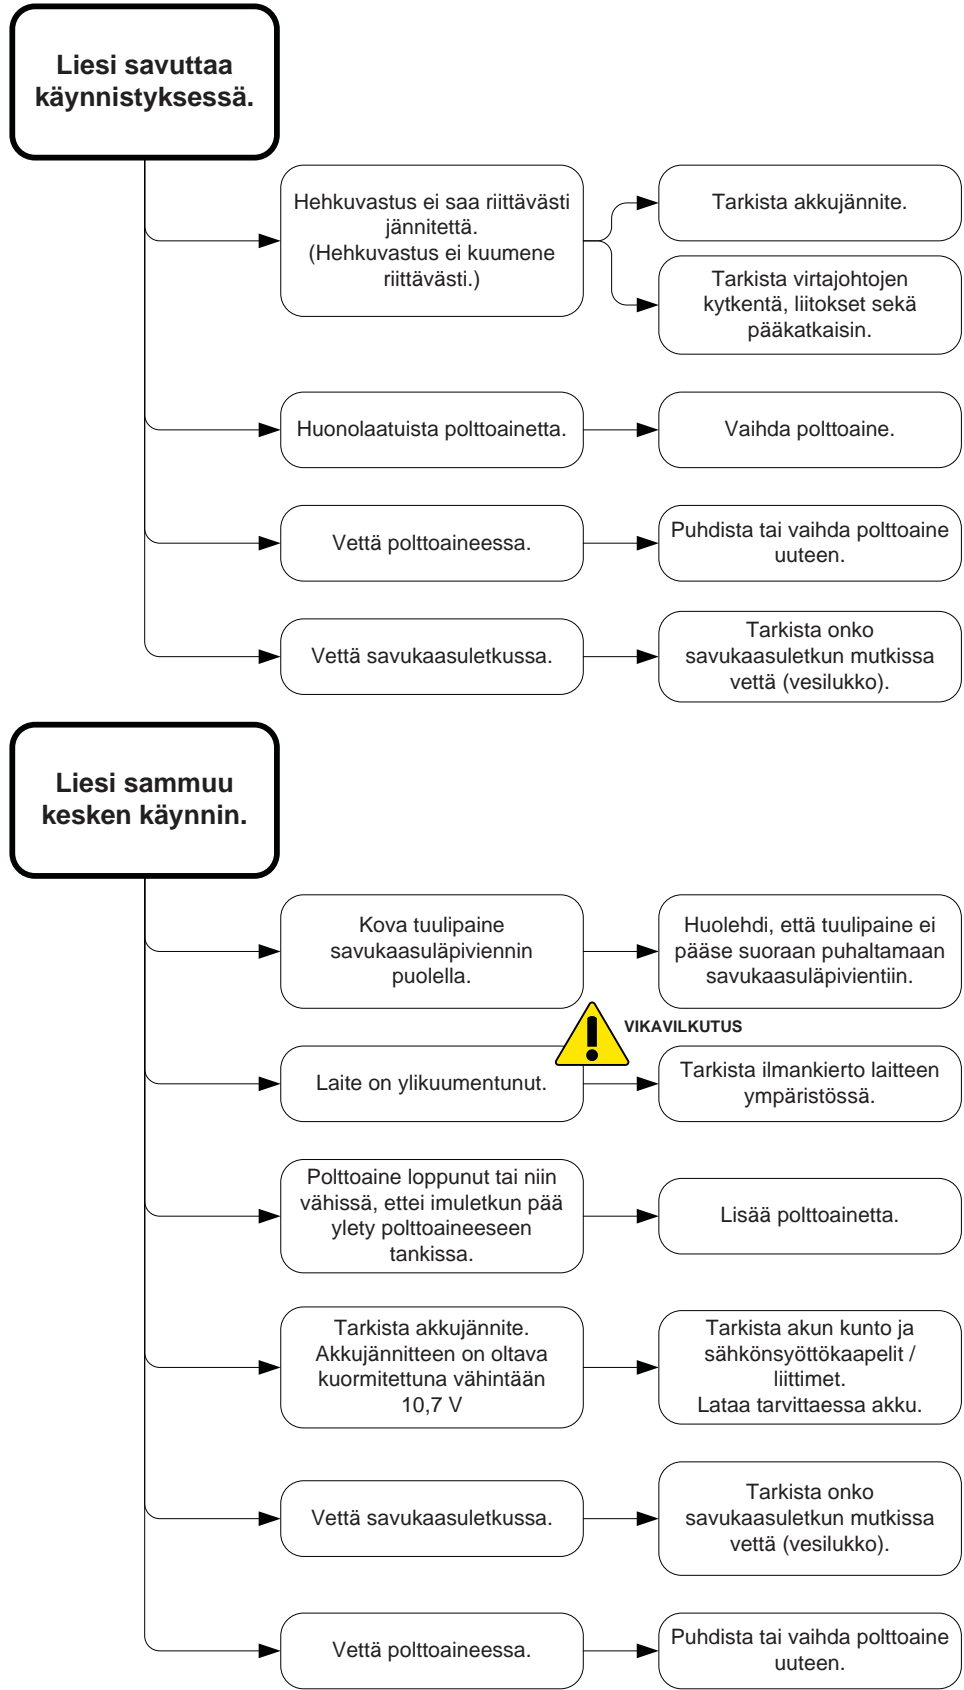 Liesi savuttaa
käynnistyksessä.
Hehkuvastus ei saa riittävästi
jännitettä.
(Hehkuvastus ei kuumene
riittävästi.)
Tarkista akkujännite.
Tarkista virtajohtojen
kytkentä, liitokset sekä
pääkatkaisin.
Huonolaatuista polttoainetta.
Vaihda polttoaine.
Vettä polttoaineessa.
Puhdista tai vaihda polttoaine
uuteen.
Vettä savukaasuletkussa.
Tarkista onko
savukaasuletkun mutkissa
vettä (vesilukko).
Liesi sammuu
kesken käynnin.
Kova tuulipaine
savukaasuläpiviennin
puolella.
Huolehdi, että tuulipaine ei
pääse suoraan puhaltamaan
savukaasuläpivientiin.
VIKAVILKUTUS
Laite on ylikuumentunut.
Tarkista ilmankierto laitteen
ympäristössä.
Polttoaine loppunut tai niin
vähissä, ettei imuletkun pää
ylety polttoaineeseen
tankissa.
Lisää polttoainetta.
Tarkista akkujännite.
Akkujännitteen on oltava
kuormitettuna vähintään
10,7 V
Tarkista akun kunto ja
sähkönsyöttökaapelit /
liittimet.
Lataa tarvittaessa akku.
Vettä savukaasuletkussa.
Tarkista onko
savukaasuletkun mutkissa
vettä (vesilukko).
Vettä polttoaineessa.
Puhdista tai vaihda polttoaine
uuteen.